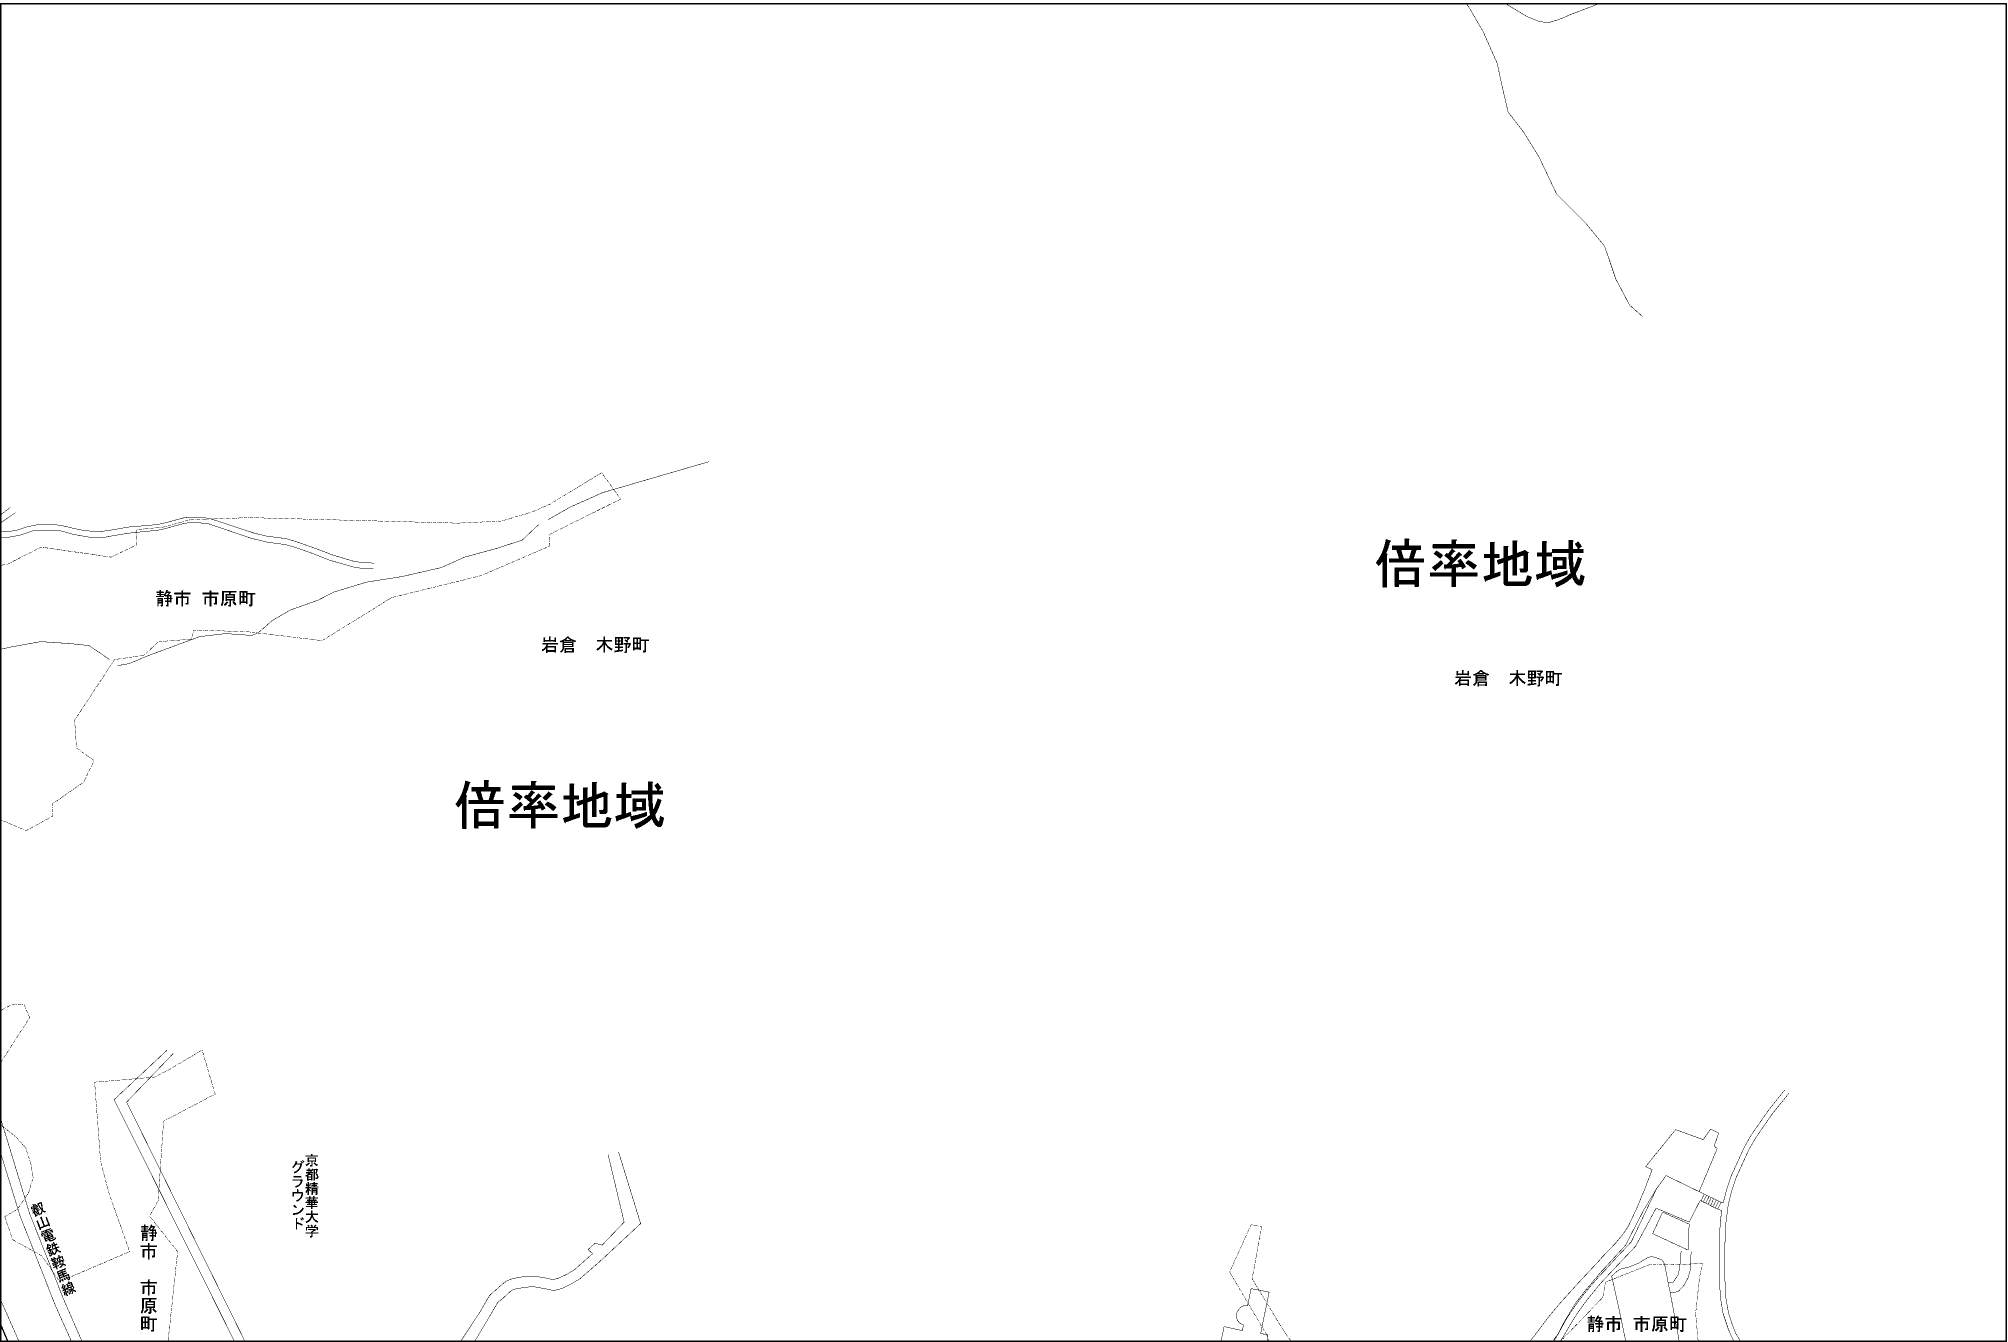 倍率地域
静市 市原町
岩倉 木野町
岩倉 木野町
倍率地域
京都精華大学
グラウンド
叡山電鉄鞍馬線
静市 市原町
静市 市原町